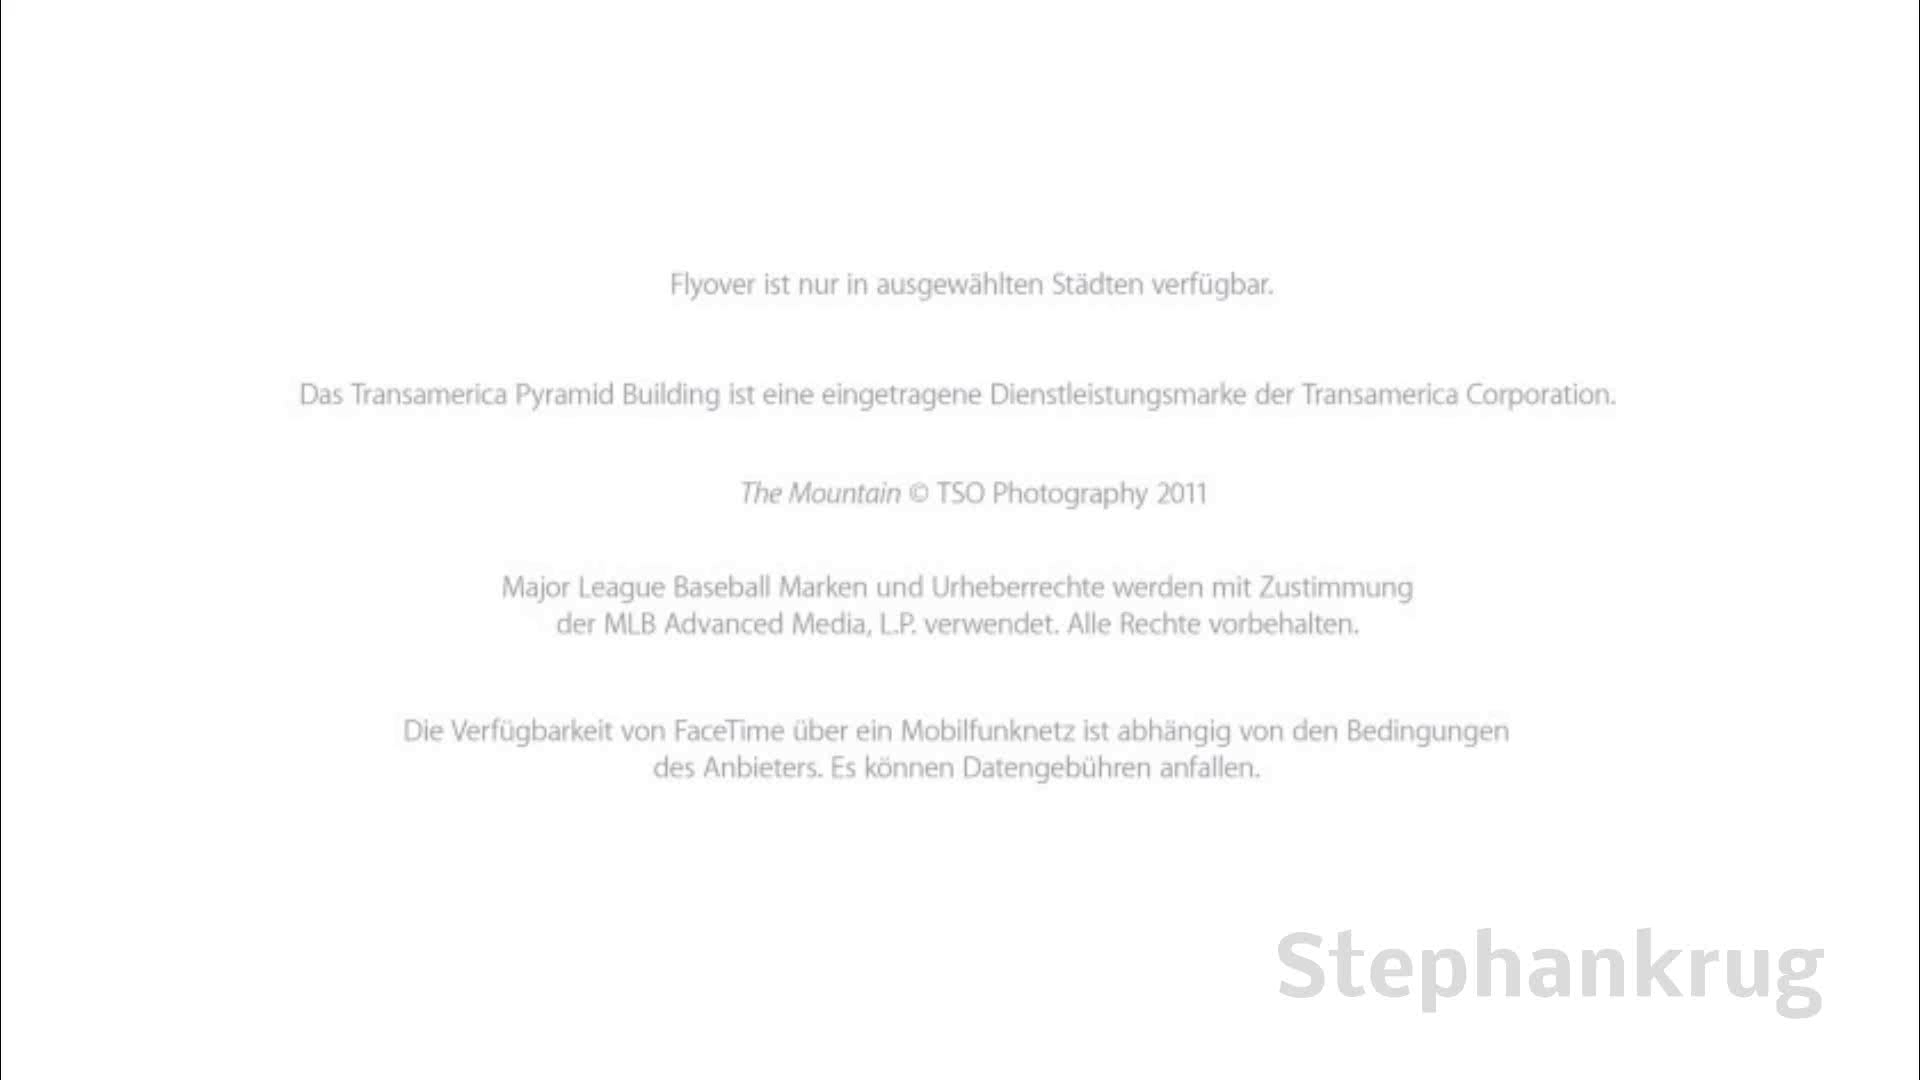 Flyover ist nur in ausgewählten Städten verfügbar.
Das Transamerica Pyramid Building ist eine eingetragene Dienstleistungsmarke der Transamerica Corporation.
The Mountain © TSO Photography 2011
Major League Baseball Marken und Urheberrechte werden mit Zustimmung
der MLB Advanced Media, L.P. verwendet. Alle Rechte vorbehalten.
Die Verfügbarkeit von FaceTime über ein Mobilfunknetz ist abhängig von den Bedingungen
des Anbieters. Es können Datengebühren anfallen.
Stephankrug